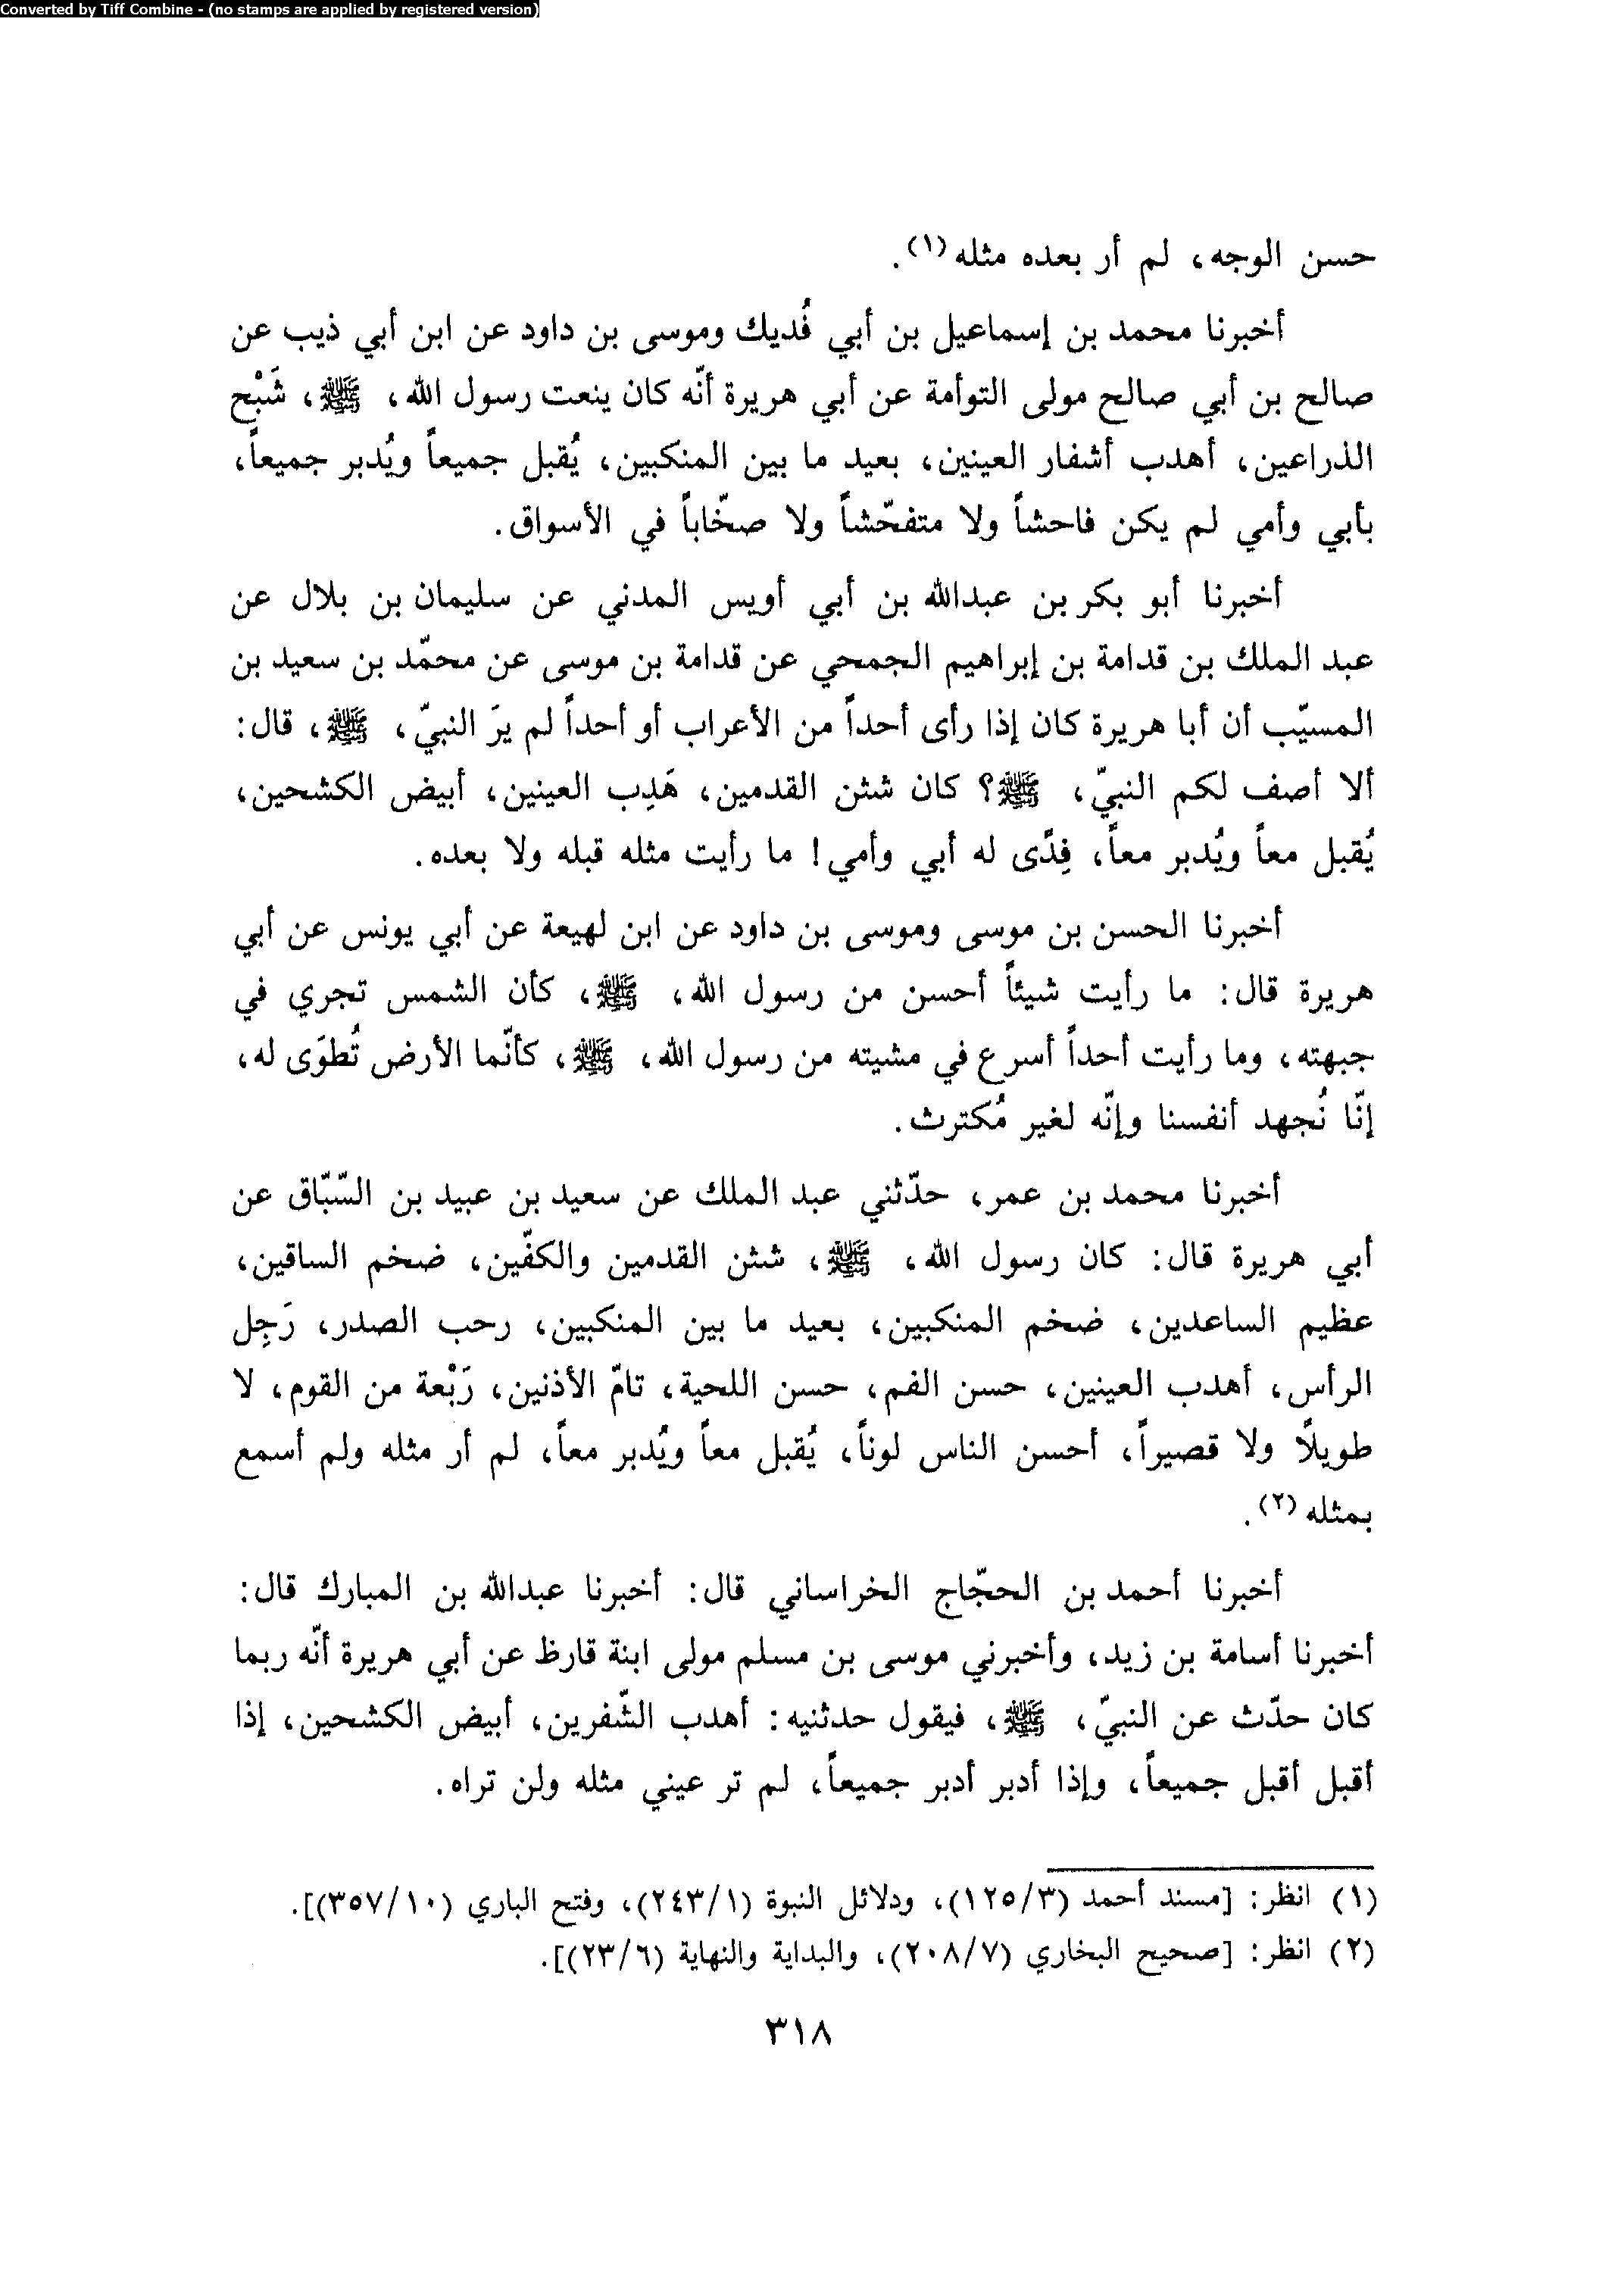 Converted by Tiff Combine - (no stamps are applied by registered version)
حسن الوجه، لم أر بعده مثله (١).
أخبرنا محمد بن إسماعيل بن أبي فُديك وموسى بن داود عن ابن أبي ذيب عن
صالح بن أبي صالح مولى التوأمة عن أبي هريرة أنّه كان ينعت رسول الله، ﷺ، شَبْح
الذراعين، أهدب أشفار العينين، بعيد ما بين المنكبين، يُقبل جميعاً ويُدبر جميعاً،
بأبي وأمي لم يكن فاحشاً ولا متفحّشاً ولا صخّاباً في الأسواق.
أخبرنا أبو بكر بن عبدالله بن أبي أويس المدني عن سليمان بن بلال عن
عبد الملك بن قدامة بن إبراهيم الجمحي عن قدامة بن موسى عن محمّد بن سعيد بن
المسيّب أن أبا هريرة كان إذا رأى أحداً من الأعراب أو أحداً لم يرَ النبيّ، ﷺ، قال:
ألا أصف لكم النبيّ، ﷺ؟ كان شثن القدمين، هَدِب العينين، أبيض الكشحين،
يُقبل معاً ويُدبر معاً، فِدًى له أبي وأمي! ما رأيت مثله قبله ولا بعده.
أخبرنا الحسن بن موسى وموسى بن داود عن ابن لهيعة عن أبي يونس عن أبي
هريرة قال: ما رأيت شيئاً أحسن من رسول الله، ﷺ، كأن الشمس تجري في
جبهته، وما رأيت أحداً أسرع في مشيته من رسول الله، ﷺ، كأنّما الأرض تُطوَى له،
إنّا نُجهد أنفسنا وإنّه لغير مُكترث.
أخبرنا محمد بن عمر، حدّثني عبد الملك عن سعيد بن عبيد بن السّبّاق عن
أبي هريرة قال: كان رسول الله، ﷺ، شثن القدمين والكفّين، ضخم الساقين،
عظيم الساعدين، ضخم المنكبين، بعيد ما بين المنكبين، رحب الصدر، رَجِل
الرأس، أهدب العينين، حسن الفم، حسن اللحية، تامّ الأذنين، رَبْعة من القوم، لا
طويلًا ولا قصيراً، أحسن الناس لوناً، يُقبل معاً ويُدبر معاً، لم أر مثله ولم أسمع
بمثله (٢).
أخبرنا أحمد بن الحجّاج الخراساني قال: أخبرنا عبدالله بن المبارك قال:
أخبرنا أسامة بن زيد، وأخبرني موسى بن مسلم مولى ابنة قارظ عن أبي هريرة أنّه ربما
كان حدّث عن النبيّ، ﷺ، فيقول حدثنيه: أهدب الشّفرين، أبيض الكشحين، إذا
أقبل أقبل جميعاً، وإذا أدبر أدبر جميعاً، لم تر عيني مثله ولن تراه.
(١) انظر: [مسند أحمد (٣/١٢٥)، ودلائل النبوة (١/٢٤٣)، وفتح الباري (١٠/٣٥٧)].
(٢) انظر: [صحيح البخاري (٧/٢٠٨)، والبداية والنهاية (٦/٢٣)].
٣١٨